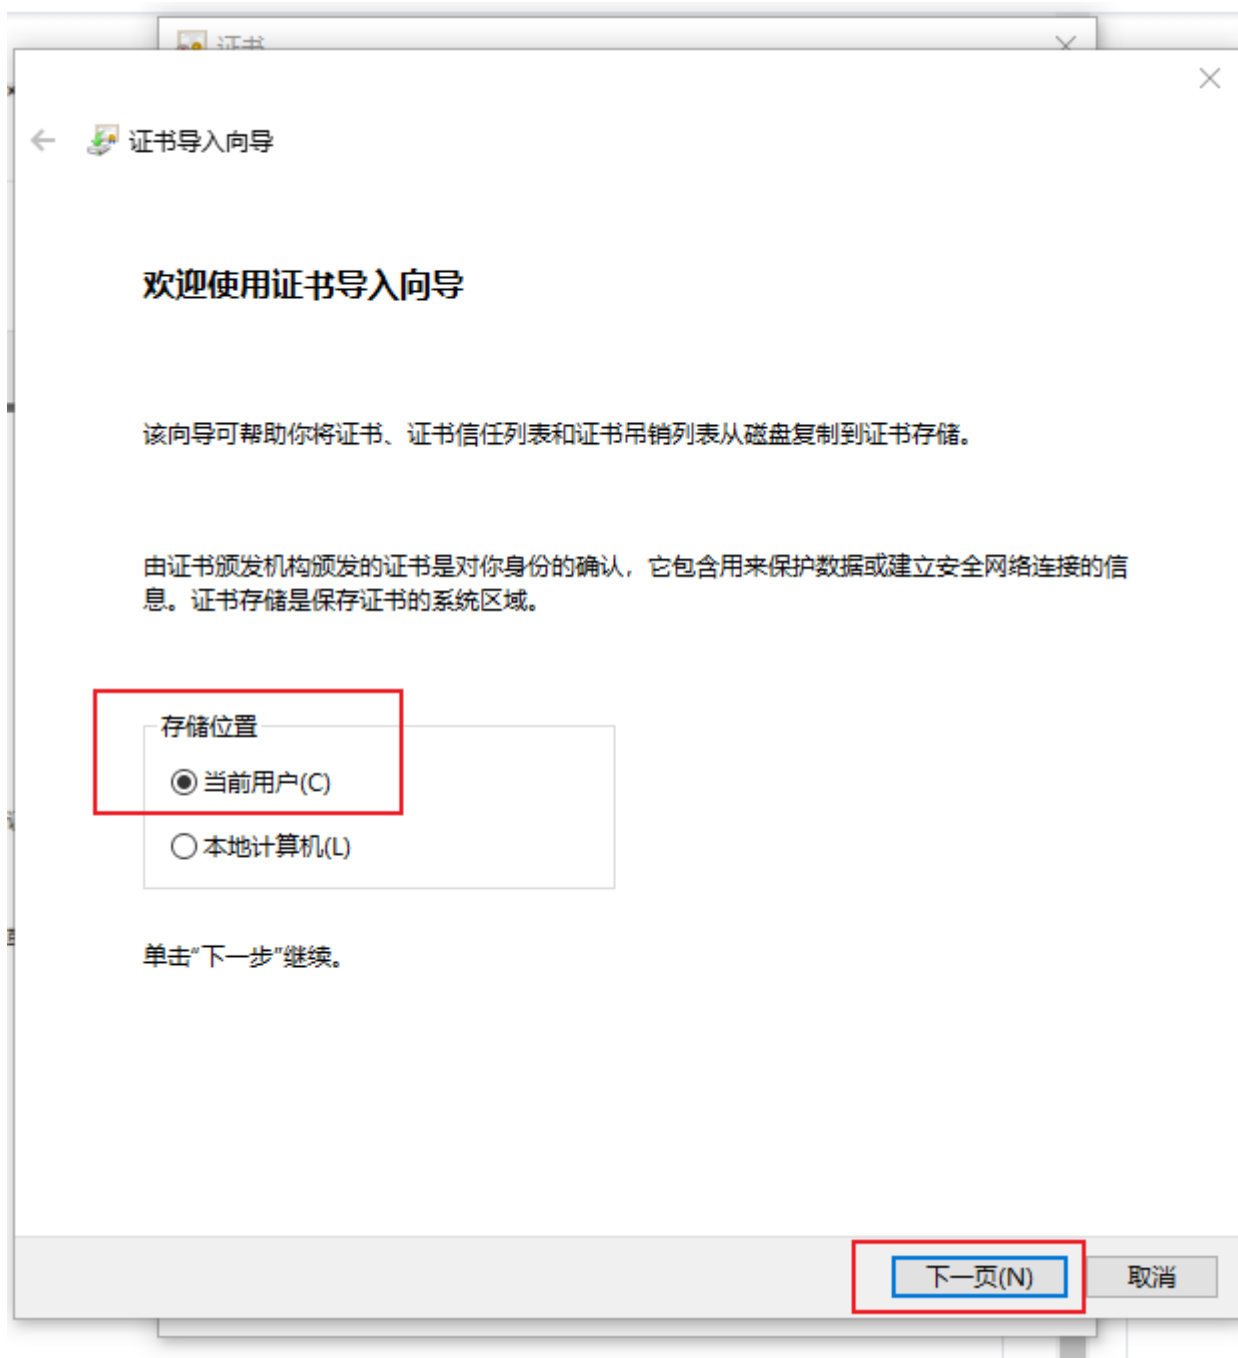 证书
证书导入向导
欢迎使用证书导入向导
该向导可帮助你将证书、证书信任列表和证书吊销列表从磁盘复制到证书存储。
由证书颁发机构颁发的证书是对你身份的确认，它包含用来保护数据或建立安全网络连接的信
息。证书存储是保存证书的系统区域。
存储位置
当前用户(C)
本地计算机(L)
单击“下一步”继续。
下一页(N)
取消